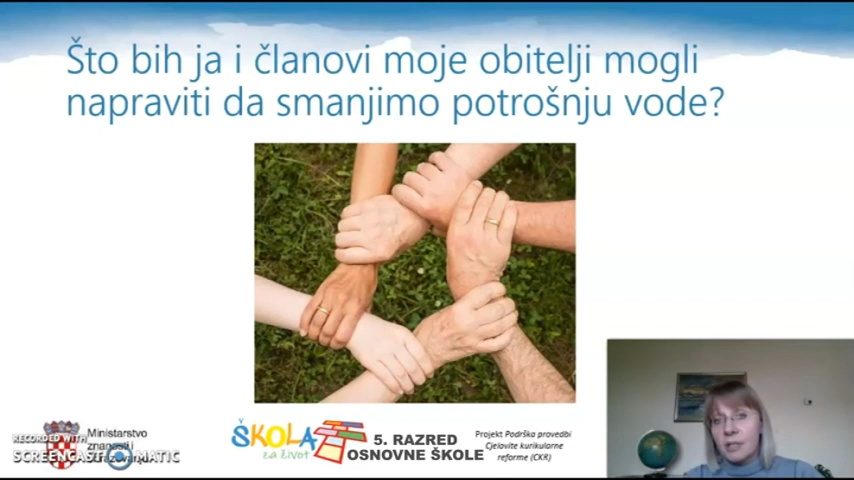 Što bih ja i članovi moje obitelji mogli
napraviti da smanjimo potrošnju vode?
Ministarstvo
znanosti i
obrazovanja
RECORDED WITH
SCREENCAST MATIC
ŠKOLA
za život
5. RAZRED
OSNOVNE ŠKOLE
Projekt Podrška provedbi
Cjelovite kurikularne
reforme (CKR)